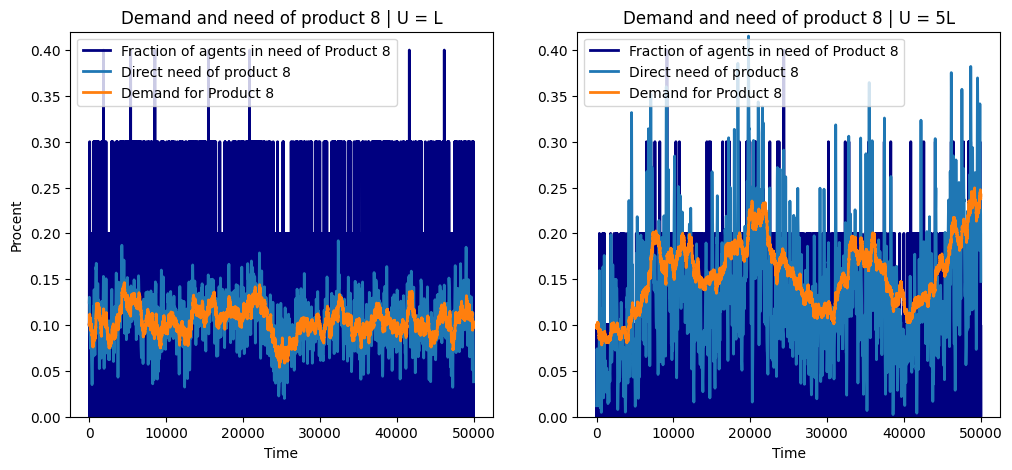 Demand and need of product 8 | U = L
Fraction of agents in need of Product 8
Direct need of product 8
Demand for Product 8
Procent
0.40
0.35
0.30
0.25
0.20
0.15
0.10
0.05
0.00
0
10000
20000
30000
40000
50000
Time
Demand and need of product 8 | U = 5L
Fraction of agents in need of Product 8
Direct need of product 8
Demand for Product 8
0.40
0.35
0.30
0.25
0.20
0.15
0.10
0.05
0.00
0
10000
20000
30000
40000
50000
Time